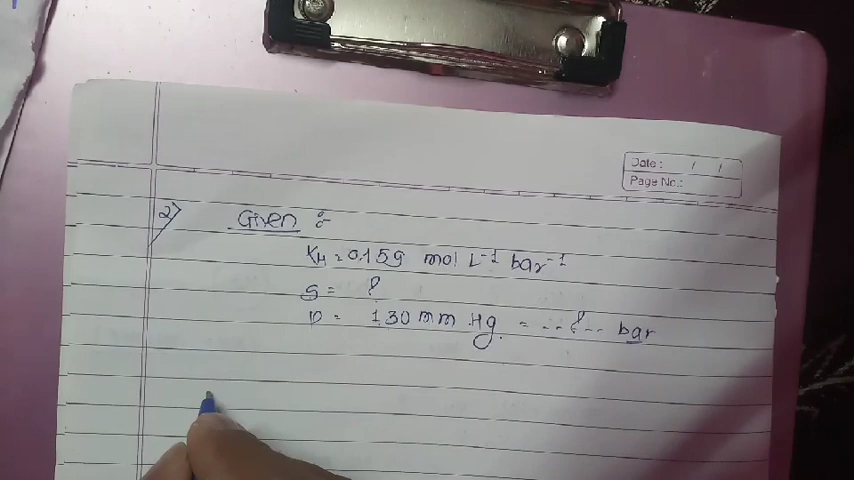 Date: / /
Page No.:
2) Given :-
KH = 0.159 mol L⁻¹ bar⁻¹
S = ?
P = 130 mm Hg. = --?-- bar